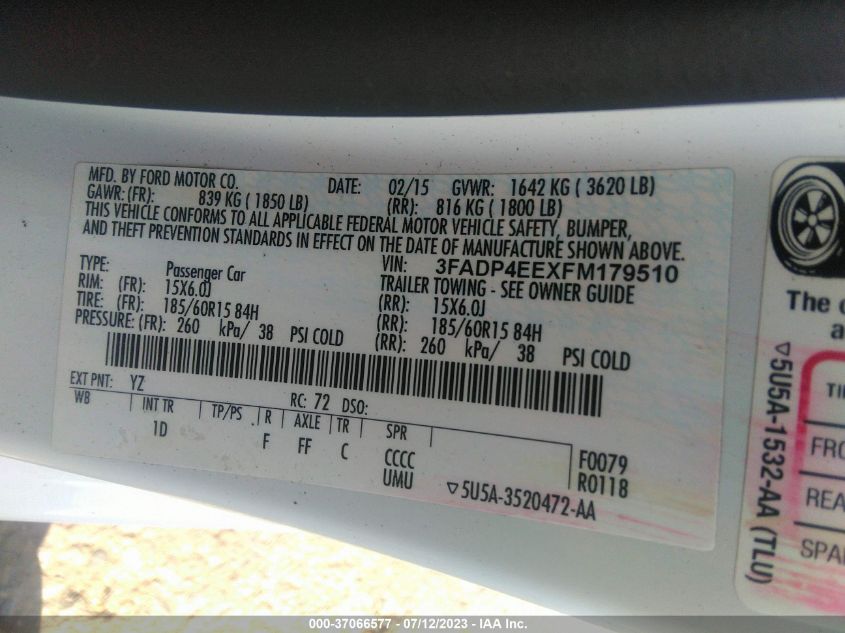 MFD. BY FORD MOTOR CO.
DATE: 02/15 GVWR: 1642 KG ( 3620 LB)
GAWR: (FR): 839 KG ( 1850 LB) (RR): 816 KG ( 1800 LB)
THIS VEHICLE CONFORMS TO ALL APPLICABLE FEDERAL MOTOR VEHICLE SAFETY, BUMPER,
AND THEFT PREVENTION STANDARDS IN EFFECT ON THE DATE OF MANUFACTURE SHOWN ABOVE.
VIN: 3FADP4EEXFM179510
TYPE: Passenger Car TRAILER TOWING - SEE OWNER GUIDE
RIM: (FR): 15X6.0J (RR): 15X6.0J
TIRE: (FR): 185/60R15 84H (RR): 185/60R15 84H
PRESSURE: (FR): 260 kPa/ 38 PSI COLD (RR): 260 kPa/ 38 PSI COLD
EXT PNT: YZ RC: 72 DSO:
WB INT TR TP/PS R AXLE TR SPR
1D F FF C CCCC F0079
UMU R0118
▽5U5A-3520472-AA
The
▽5U5A-1532-AA (TLU)
FRO
REA
SPA
000-37066577 - 07/12/2023 - IAA Inc.